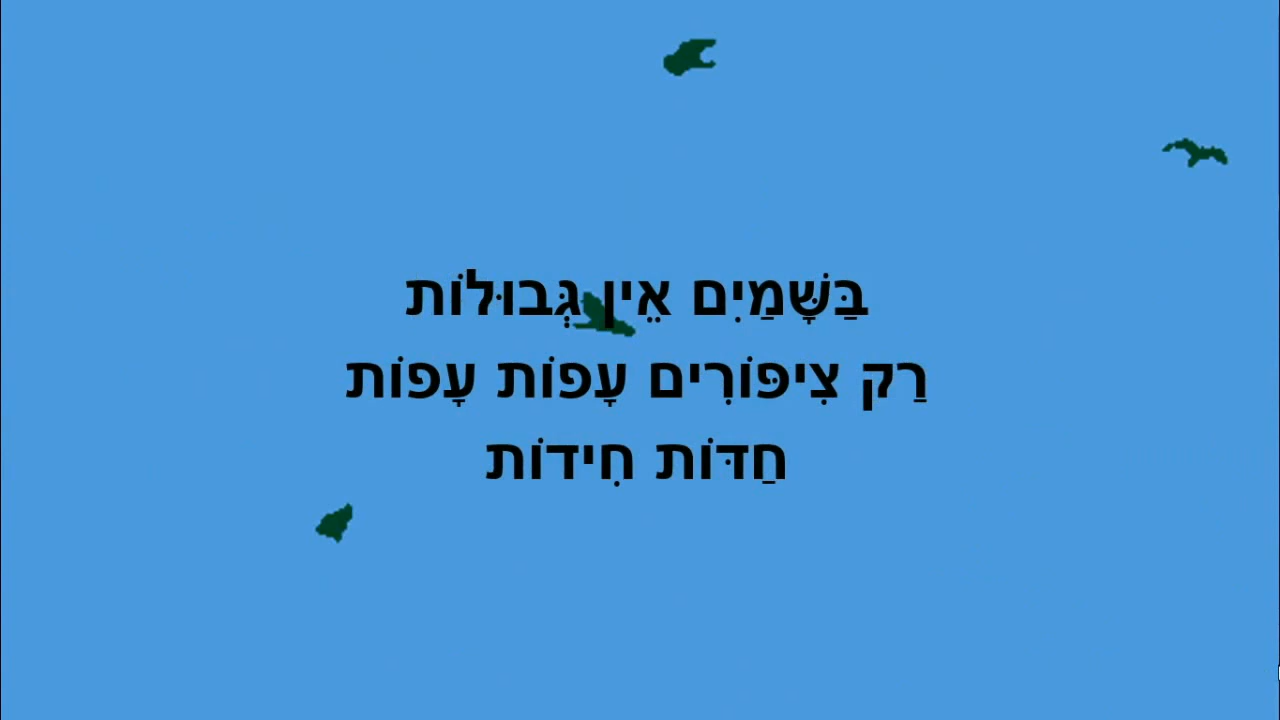 בַּשָּׁמַיִם אֵין גְּבוּלוֹת
רַק צִיפּוֹרִים עָפוֹת עָפוֹת
חַדּוֹת חִידוֹת